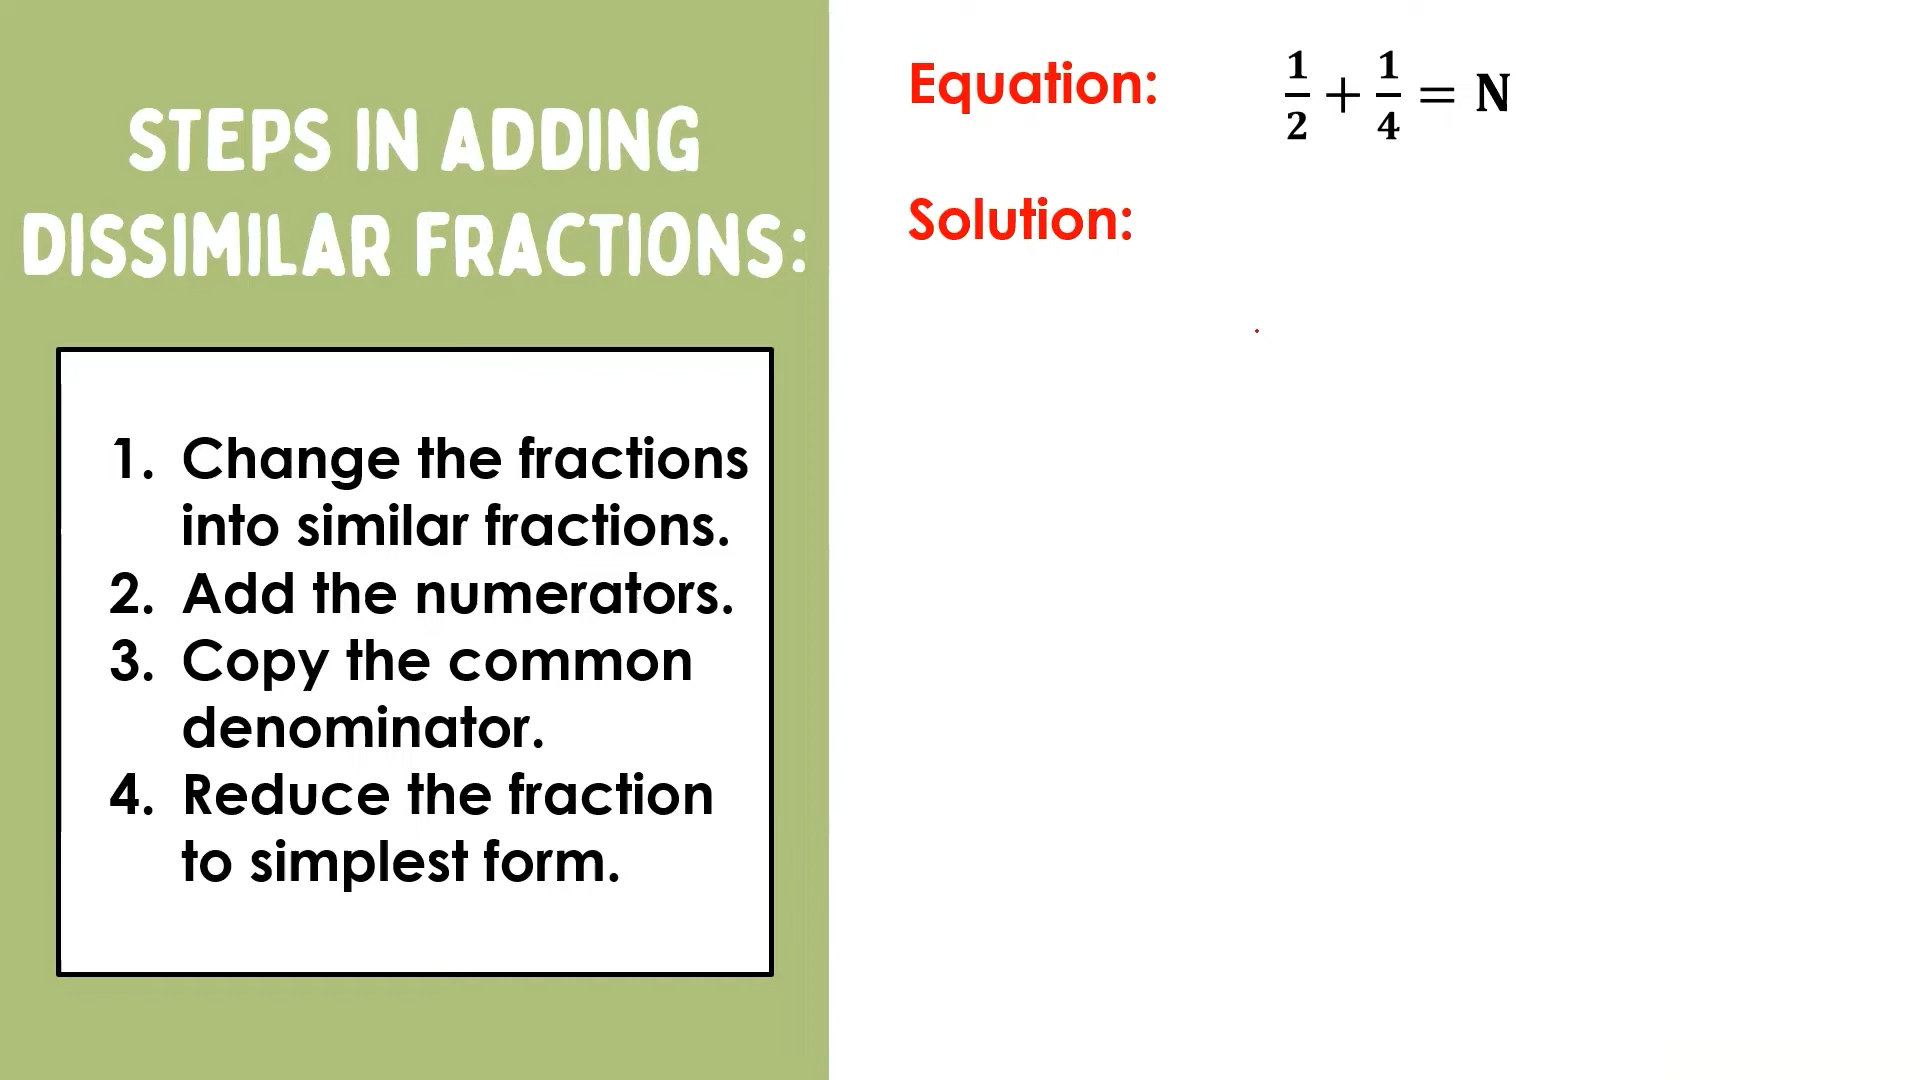 STEPS IN ADDING
DISSIMILAR FRACTIONS:
1. Change the fractions
into similar fractions.
2. Add the numerators.
3. Copy the common
denominator.
4. Reduce the fraction
to simplest form.
Equation: 1/2 + 1/4 = N
Solution: